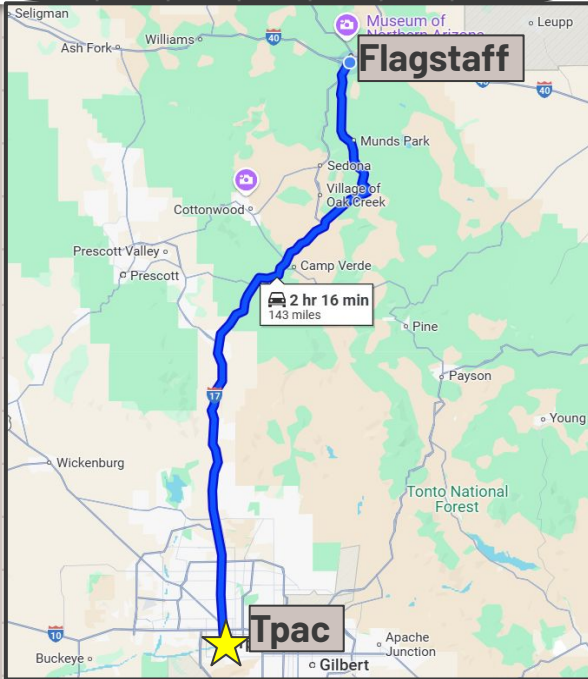 Seligman
Museum of
Northern Arizona
Leupp
40
Williams
Ash Fork
Flagstaff
40
40
Munds Park
Sedona
Village of
Oak Creek
Cottonwood
Prescott Valley
Camp Verde
Prescott
2 hr 16 min
143 miles
Pine
Payson
17
Young
Wickenburg
Tonto National
Forest
Tpac
10
Apache
Junction
Buckeye
Gilbert